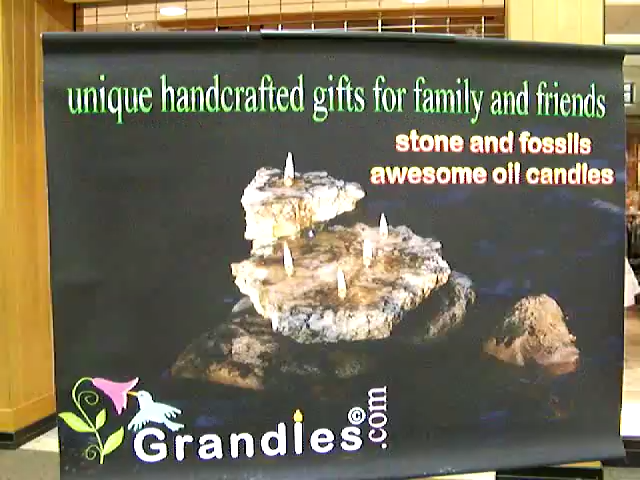 unique handcrafted gifts for family and friends
stone and fossils
awesome oil candles
Grandles©.com